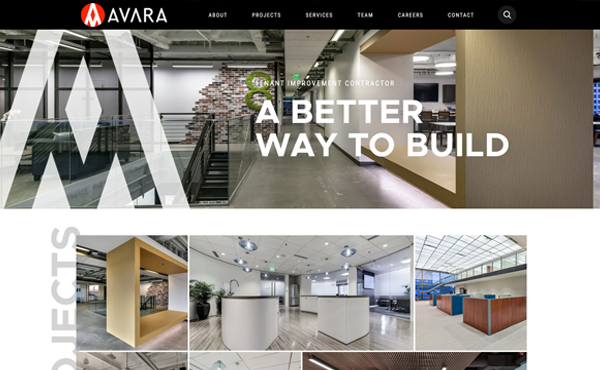 AVARA
ABOUT PROJECTS SERVICES TEAM CAREERS CONTACT
TENANT IMPROVEMENT CONTRACTOR
A BETTER
WAY TO BUILD
OJECTS